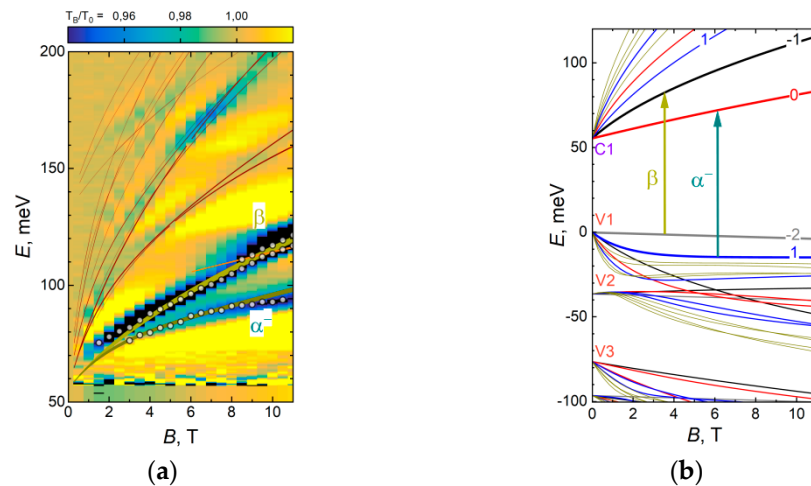 T_B/T_0 = 0,96 0,98 1,00
200
150
100
50
E, meV
β
α⁻
0 2 4 6 8 10
B, T
(a)
100
50
0
-50
-100
E, meV
1
-1
0
C1
β
α⁻
V1
-2
1
V2
V3
0 2 4 6 8 10
B, T
(b)